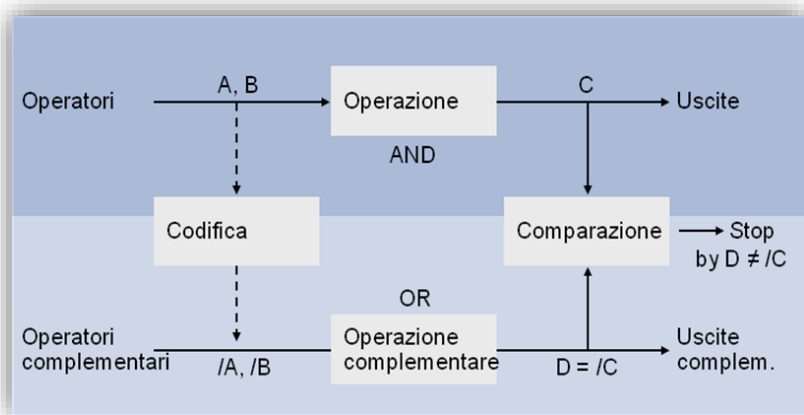 A, B
C
Operatori
Operazione
Uscite
AND
Codifica
Comparazione
Stop
by D ≠ /C
OR
Operatori
complementari
/A, /B
Operazione
complementare
D = /C
Uscite
complem.